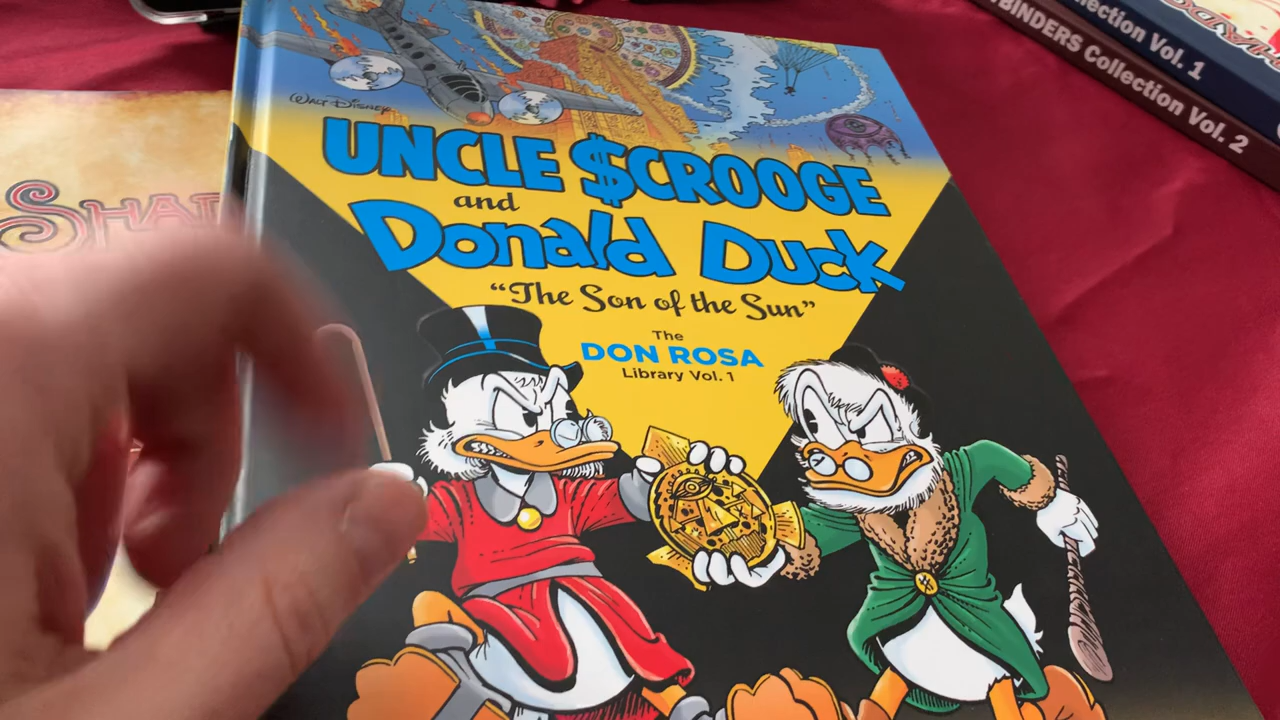 WALT DISNEY
UNCLE $CROOGE
and
Donald Duck
"The Son of the Sun"
The
DON ROSA
Library Vol. 1
Collection Vol. 1
BINDERS Collection Vol. 2